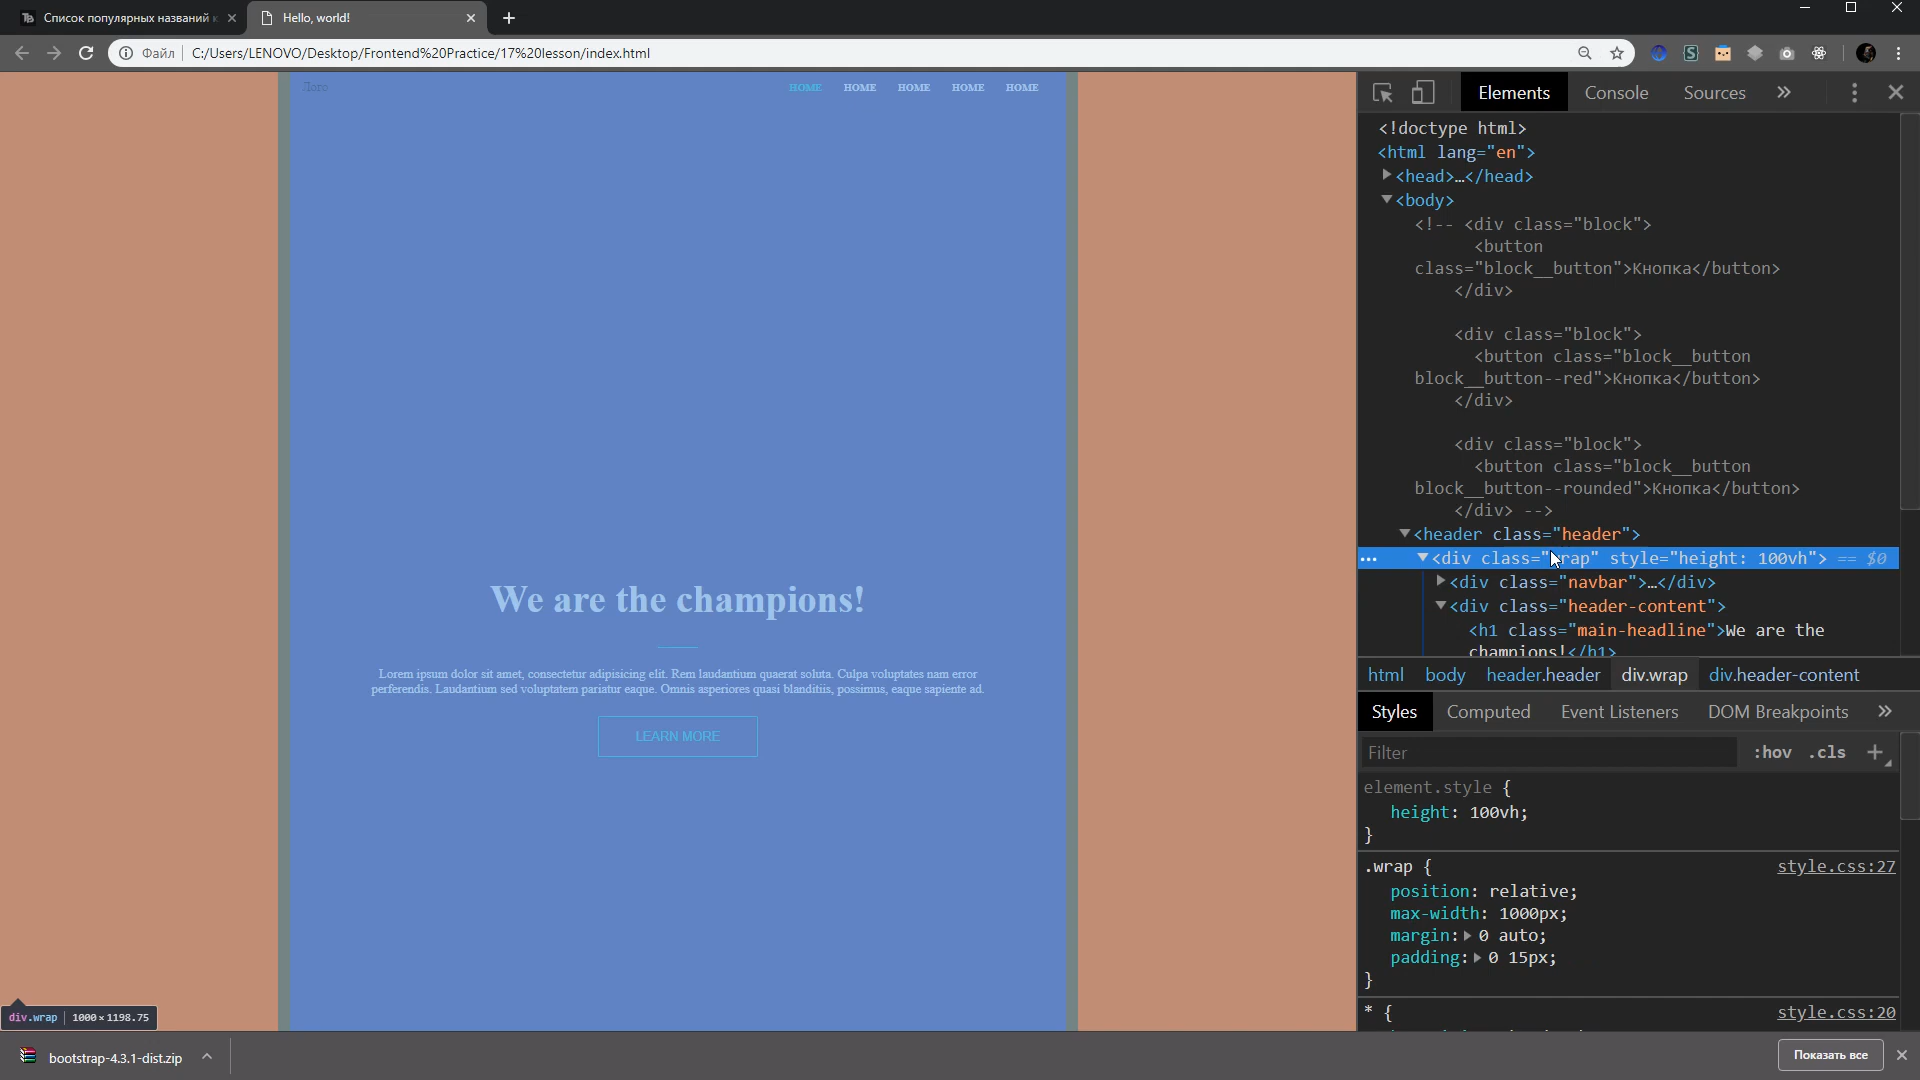 Список популярных названий к
Hello, world!
Файл
C:/Users/LENOVO/Desktop/Frontend%20Practice/17%20lesson/index.html
Лого
HOME HOME HOME HOME HOME
We are the champions!
Lorem ipsum dolor sit amet, consectetur adipisicing elit. Rem laudantium quaerat soluta. Culpa voluptates nam error
perferendis. Laudantium sed voluptatem pariatur eaque. Omnis asperiores quasi blanditiis, possimus, eaque sapiente ad.
LEARN MORE
div.wrap 1000 × 1198.75
Elements Console Sources »
<!doctype html>
<html lang="en">
<head>…</head>
<body>
<!-- <div class="block">
<button
class="block__button">Кнопка</button>
</div>
<div class="block">
<button class="block__button
block__button--red">Кнопка</button>
</div>
<div class="block">
<button class="block__button
block__button--rounded">Кнопка</button>
</div> -->
<header class="header">
<div class="wrap" style="height: 100vh"> == $0
<div class="navbar">…</div>
<div class="header-content">
<h1 class="main-headline">We are the
champions!</h1>
html body header.header div.wrap div.header-content
Styles Computed Event Listeners DOM Breakpoints »
Filter :hov .cls +
element.style {
height: 100vh;
}
.wrap { style.css:27
position: relative;
max-width: 1000px;
margin: 0 auto;
padding: 0 15px;
}
* { style.css:20
bootstrap-4.3.1-dist.zip
Показать все